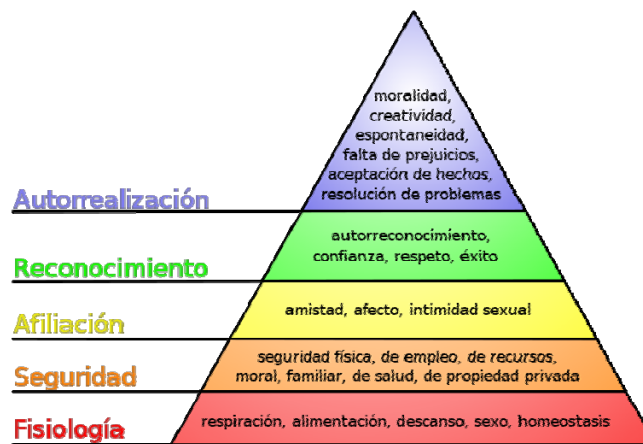 moralidad,
creatividad,
espontaneidad,
falta de prejuicios,
aceptación de hechos,
resolución de problemas
Autorrealización
autorreconocimiento,
confianza, respeto, éxito
Reconocimiento
amistad, afecto, intimidad sexual
Afiliación
seguridad física, de empleo, de recursos,
moral, familiar, de salud, de propiedad privada
Seguridad
respiración, alimentación, descanso, sexo, homeostasis
Fisiología